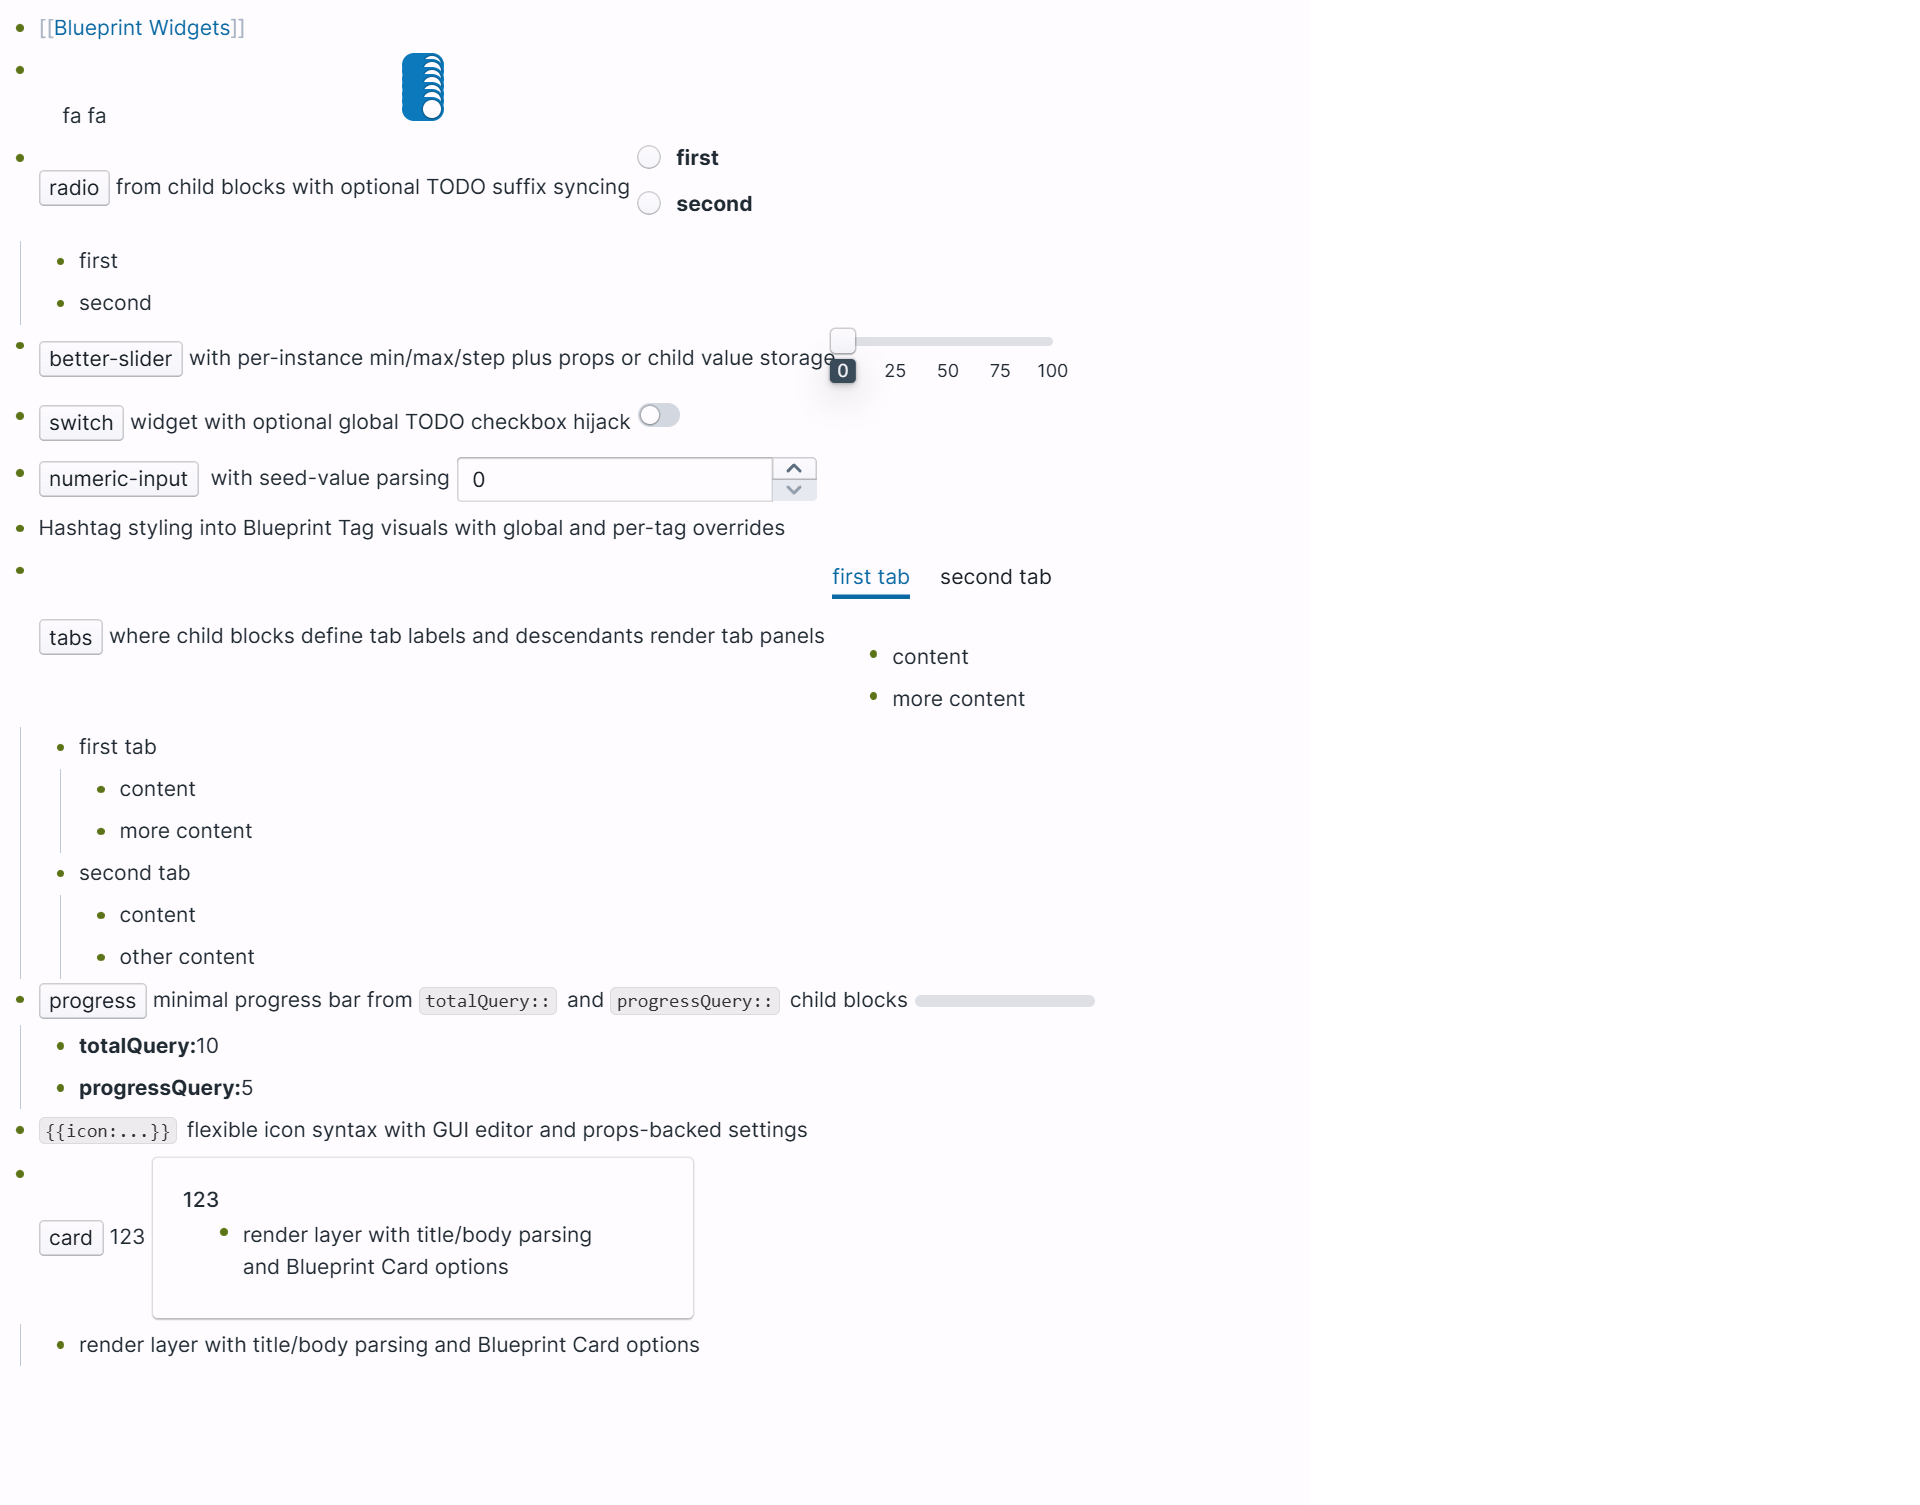 [[Blueprint Widgets]]
fa fa
radio from child blocks with optional TODO suffix syncing
first
second
first
second
better-slider with per-instance min/max/step plus props or child value storage
0 25 50 75 100
switch widget with optional global TODO checkbox hijack
numeric-input with seed-value parsing 0
Hashtag styling into Blueprint Tag visuals with global and per-tag overrides
first tab second tab
tabs where child blocks define tab labels and descendants render tab panels
content
more content
first tab
content
more content
second tab
content
other content
progress minimal progress bar from totalQuery:: and progressQuery:: child blocks
totalQuery:10
progressQuery:5
{{icon:...}} flexible icon syntax with GUI editor and props-backed settings
card 123
123
render layer with title/body parsing
and Blueprint Card options
render layer with title/body parsing and Blueprint Card options